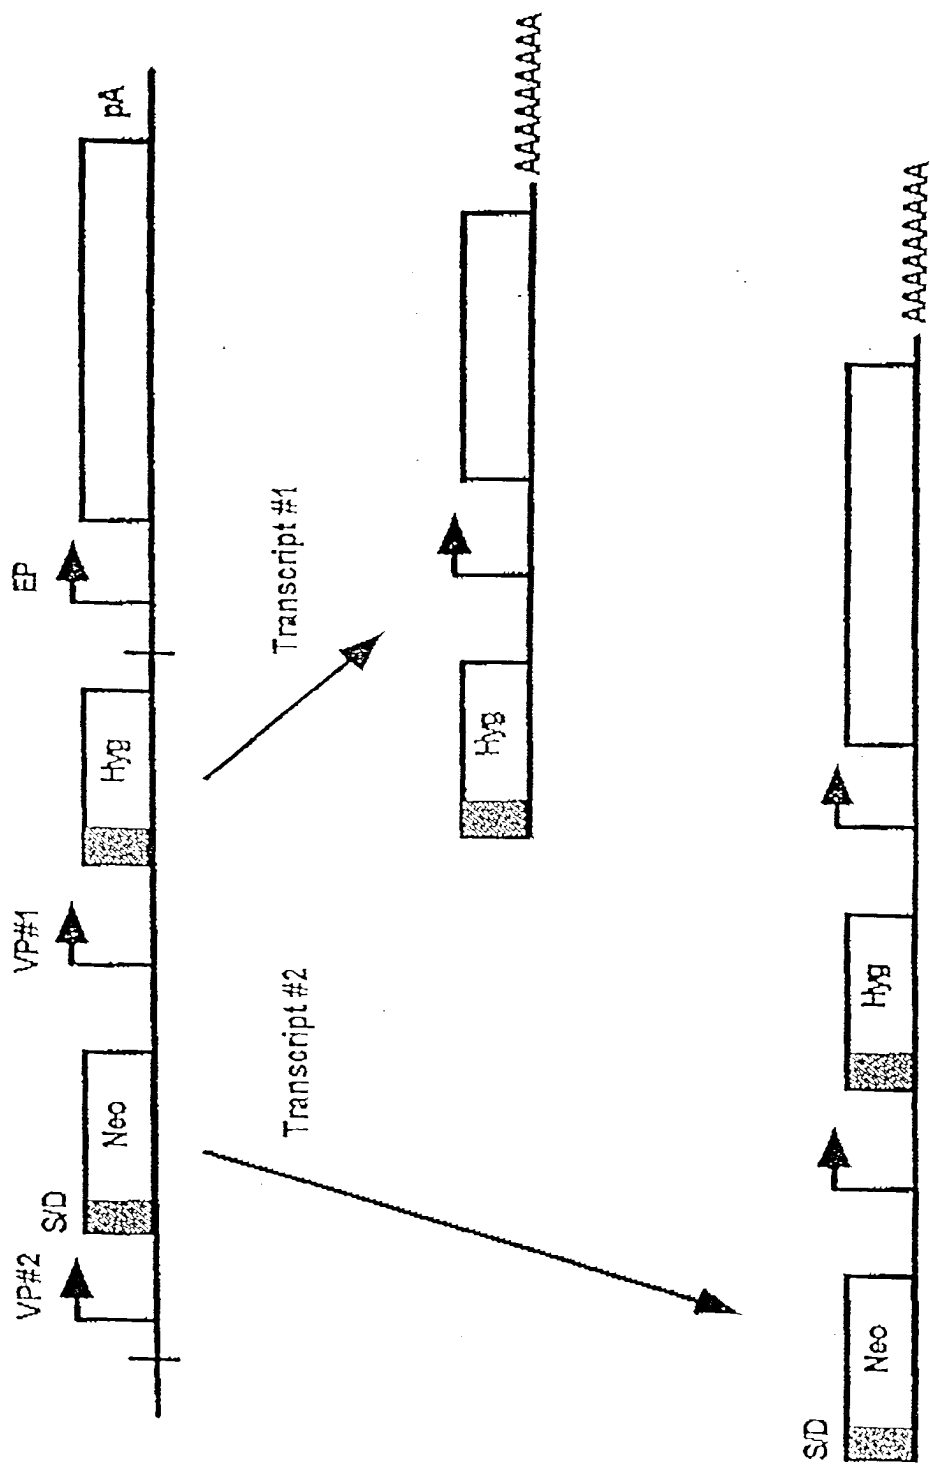 VP#2 VP#1 EP
S/D
Neo Hyg pA
Transcript #2 Transcript #1
Hyg
AAAAAAAAA
S/D
Neo Hyg
AAAAAAAAA